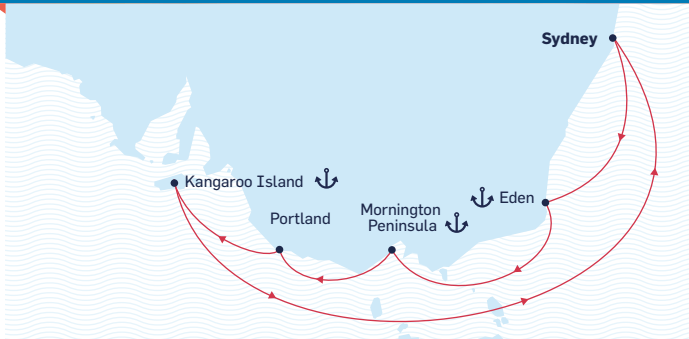 Sydney
Kangaroo Island
Eden
Portland
Mornington
Peninsula